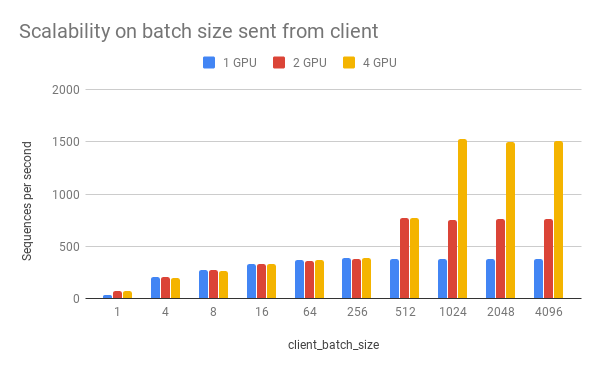 Scalability on batch size sent from client
1 GPU 2 GPU 4 GPU
2000
1500
1000
500
0
Sequences per second
1 4 8 16 64 256 512 1024 2048 4096
client_batch_size